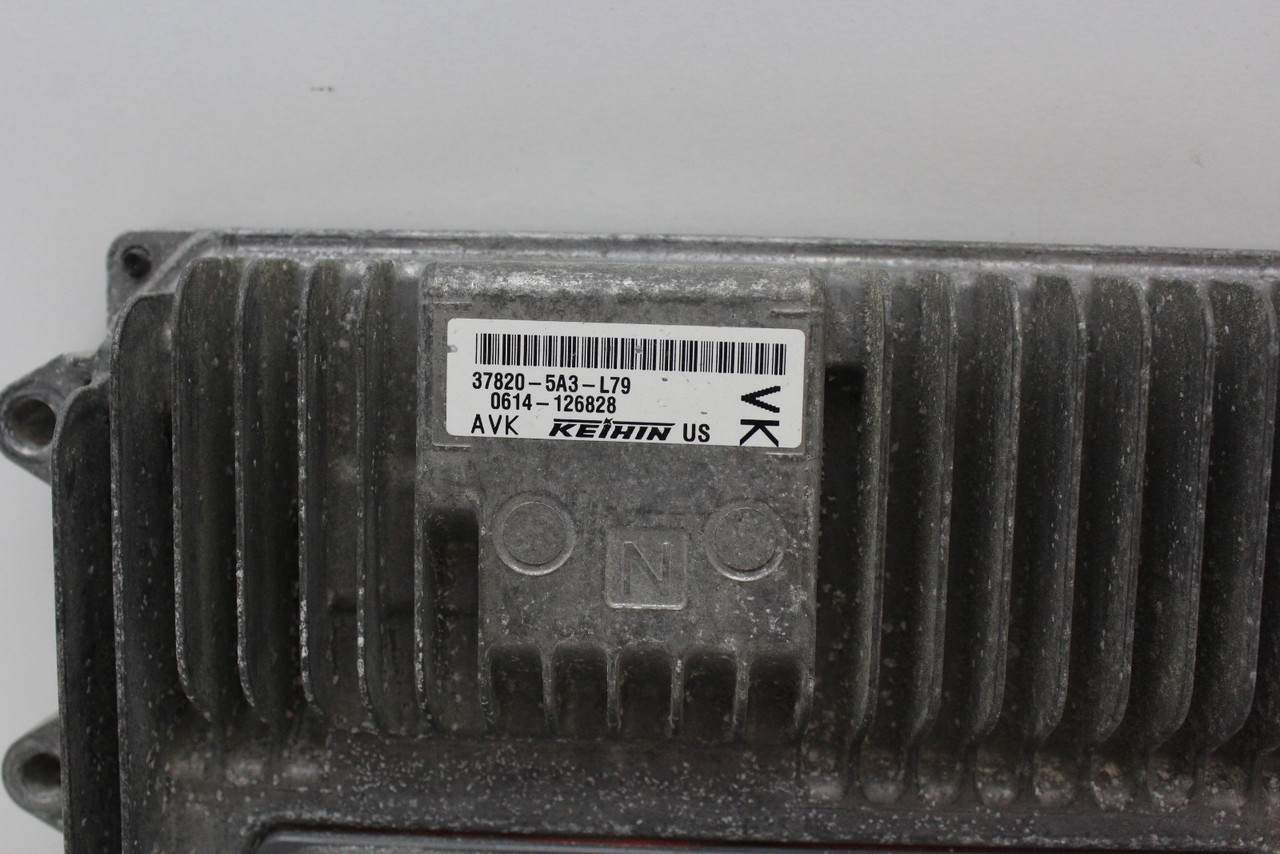 37820-5A3-L79
0614-126828
AVK KEIHIN US
VK
N